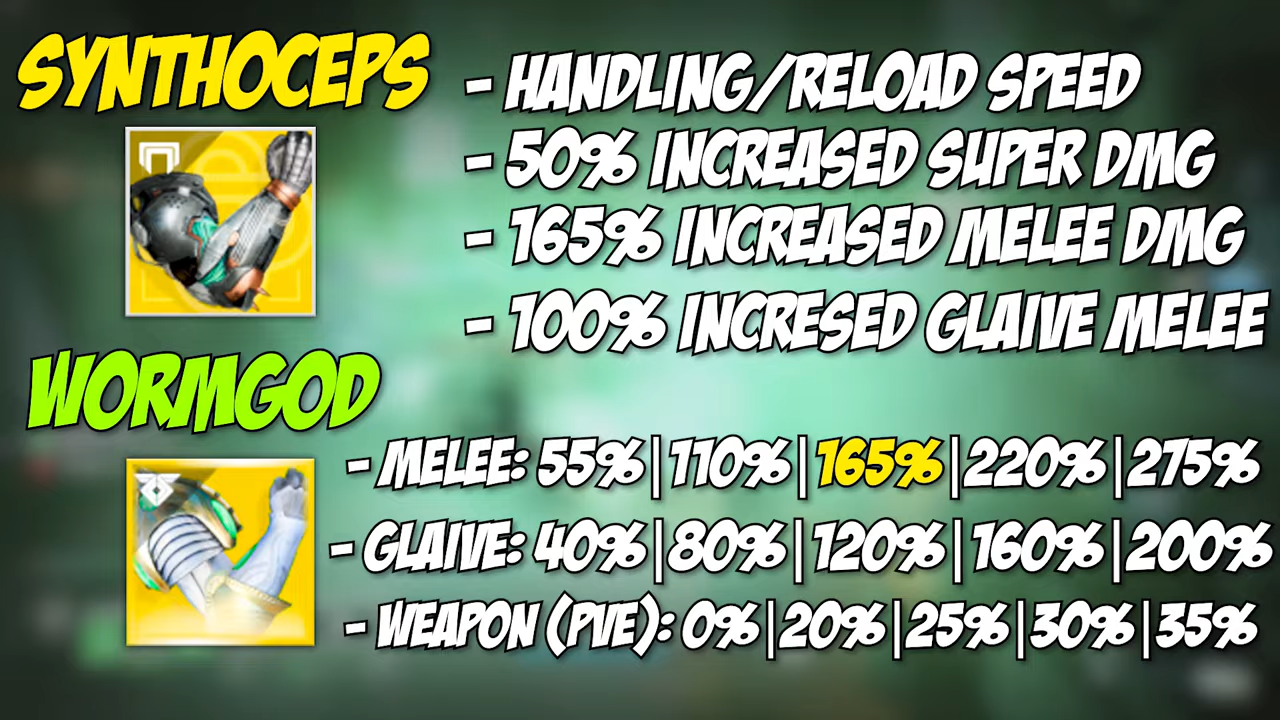 SYNTHOCEPS
- HANDLING/RELOAD SPEED
- 50% INCREASED SUPER DMG
- 165% INCREASED MELEE DMG
- 100% INCRESED GLAIVE MELEE
WORMGOD
- MELEE: 55%|110%|165%|220%|275%
- GLAIVE: 40%|80%|120%|160%|200%
- WEAPON (PVE): 0%|20%|25%|30%|35%